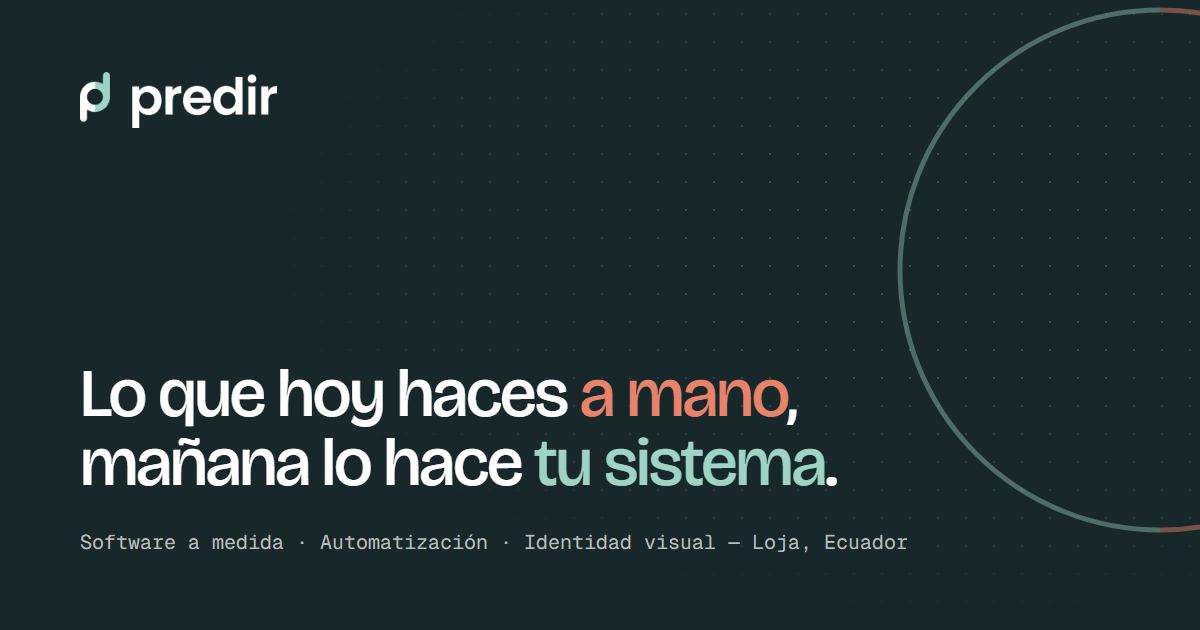 predir
Lo que hoy haces a mano,
mañana lo hace tu sistema.
Software a medida · Automatización · Identidad visual — Loja, Ecuador